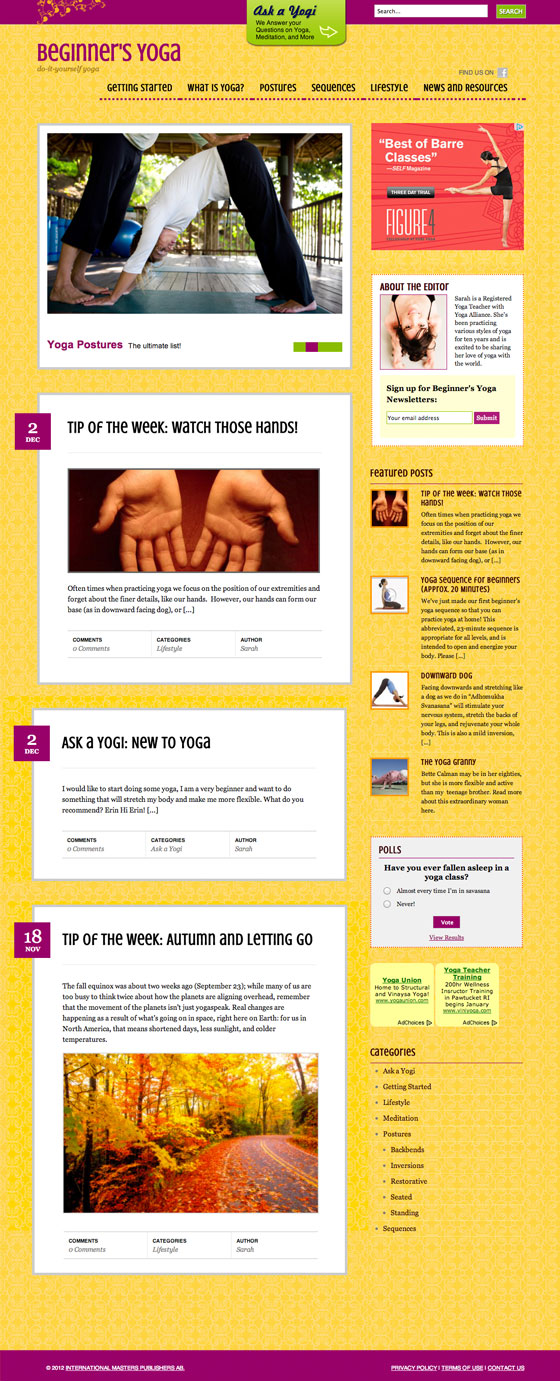 Ask a Yogi
We Answer your
Questions on Yoga,
Meditation, and More
Search...
SEARCH
Beginner's Yoga
do-it-yourself yoga
FIND US ON
Getting Started What is Yoga? Postures Sequences Lifestyle News and Resources
Yoga Postures The ultimate list!
2
DEC
Tip of the Week: Watch Those Hands!
Often times when practicing yoga we focus on the position of our extremities and
forget about the finer details, like our hands. However, our hands can form our
base (as in downward facing dog), or [...]
COMMENTS CATEGORIES AUTHOR
0 Comments Lifestyle Sarah
2
DEC
Ask a Yogi: New to Yoga
I would like to start doing some yoga, I am a very beginner and want to do
something that will stretch my body and make me more flexible. What do you
recommend? Erin Hi Erin! [...]
COMMENTS CATEGORIES AUTHOR
0 Comments Ask a Yogi Sarah
18
NOV
Tip of the Week: Autumn and Letting Go
The fall equinox was about two weeks ago (September 23); while many of us are
too busy to think twice about how the planets are aligning overhead, remember
that the movement of the planets isn't just yogaspeak. Real changes are
happening as a result of what's going on in space, right here on Earth: for us in
North America, that means shortened days, less sunlight, and colder
temperatures.
COMMENTS CATEGORIES AUTHOR
0 Comments Lifestyle Sarah
"Best of Barre
Classes"
—SELF Magazine
THREE DAY TRIAL
FIGURE4
About the Editor
Sarah is a Registered
Yoga Teacher with
Yoga Alliance. She's
been practicing
various styles of yoga
for ten years and is
excited to be sharing
her love of yoga with
the world.
Sign up for Beginner's Yoga
Newsletters:
Your email address
Submit
Featured Posts
Tip of the Week: Watch Those
Hands!
Often times when practicing yoga we
focus on the position of our
extremities and forget about the finer
details, like our hands. However, our
hands can form our base (as in
downward facing dog), or [...]
Yoga Sequence for Beginners
(Approx. 20 Minutes)
We've just made our first beginner's
yoga sequence so that you can
practice yoga at home! This
abbreviated, 23-minute sequence is
appropriate for all levels, and is
intended to open and energize your
body. Please [...]
Downward Dog
Facing downwards and stretching like
a dog as we do in "Adhomukha
Svanasana" will stimulate yuor
nervous system, stretch the backs of
your legs, and rejuvenate your whole
body. This is also a mild inversion,
[...]
The Yoga Granny
Bette Calman may be in her eighties,
but she is more flexible and active
than my teenage brother. Read more
about this extraordinary woman
here.
Polls
Have you ever fallen asleep in a
yoga class?
Almost every time I'm in savasana
Never!
Vote
View Results
Yoga Union
Home to Structural
and Vinaysa Yoga!
www.yogaunion.com
AdChoices
Yoga Teacher
Training
200hr Wellness
Insructor Training
in Pawtucket RI
begins January
www.viniyoga.com
AdChoices
Categories
Ask a Yogi
Getting Started
Lifestyle
Meditation
Postures
Backbends
Inversions
Restorative
Seated
Standing
Sequences
© 2012 INTERNATIONAL MASTERS PUBLISHERS AB.
PRIVACY POLICY | TERMS OF USE | CONTACT US